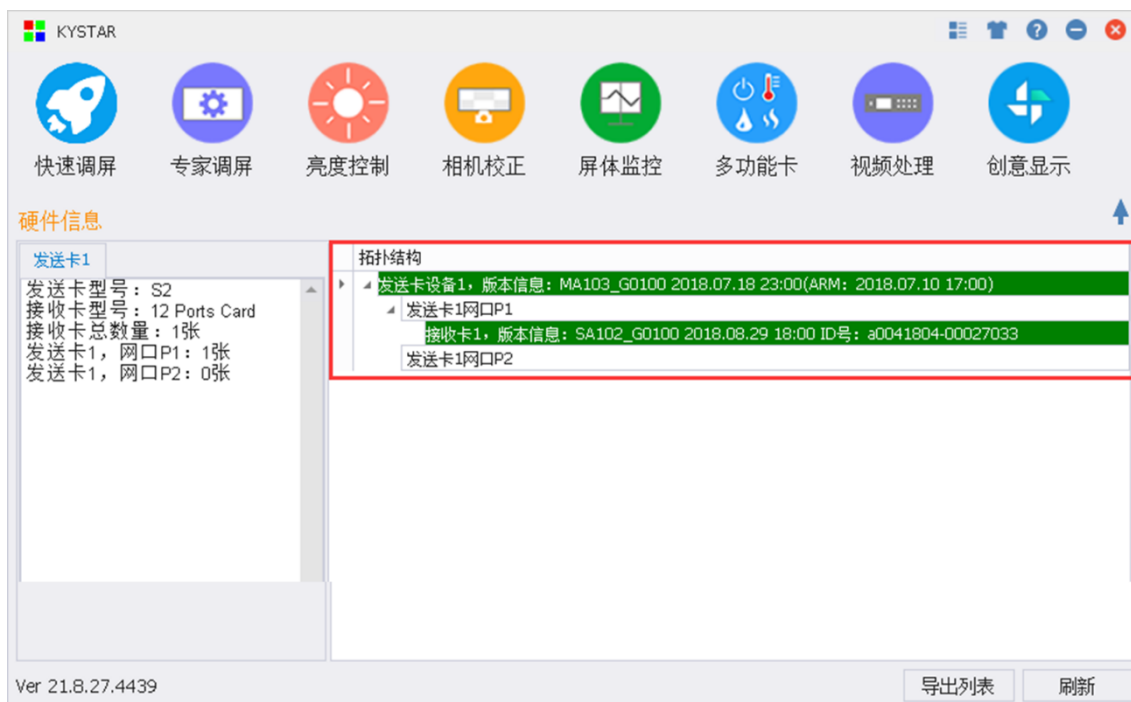 KYSTAR
快速调屏
专家调屏
亮度控制
相机校正
屏体监控
多功能卡
视频处理
创意显示
硬件信息
发送卡1
发送卡型号：S2
接收卡型号：12 Ports Card
接收卡总数量：1张
发送卡1，网口P1：1张
发送卡1，网口P2：0张
拓扑结构
发送卡设备1，版本信息：MA103_G0100 2018.07.18 23:00(ARM：2018.07.10 17:00)
发送卡1网口P1
接收卡1，版本信息：SA102_G0100 2018.08.29 18:00 ID号：a0041804-00027033
发送卡1网口P2
Ver 21.8.27.4439
导出列表
刷新